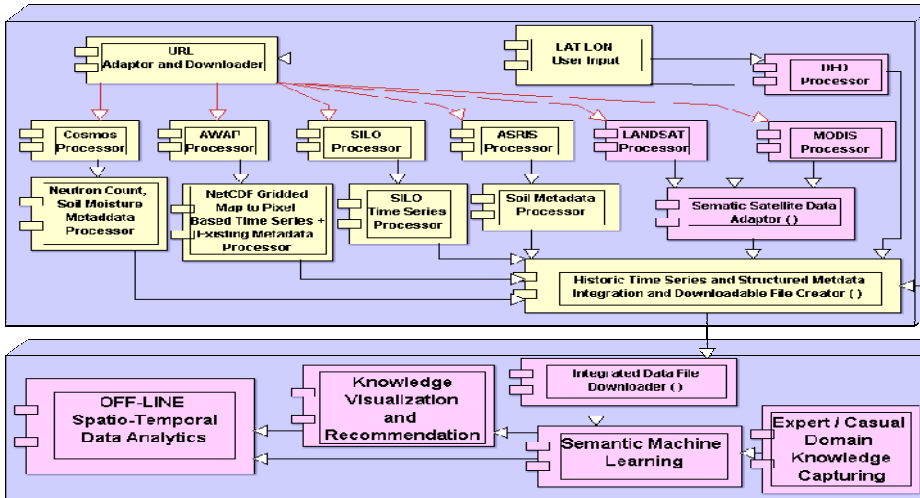 URL
Adaptor and Downloader
LAT LON
User Input
Processor
Cosmos
Processor
AWAP
Processor
SILO
Processor
ASRIS
Processor
LANDSAT
Processor
MODIS
Processor
Neutron Count,
Soil Moisture
Metaddata
Processor
NetCDF Gridded
Map to Pixel
Based Time Series +
Existing Metadata
Processor
SILO
Time Series
Processor
Soil Metadata
Processor
Sematic Satellite Data
Adaptor ( )
Historic Time Series and Structured Metdata
Integration and Downloadable File Creator ( )
Integrated Data File
Downloader ( )
OFF-LINE
Spatio-Temporal
Data Analytics
Knowledge
Visualization
and
Recommendation
Semantic Machine
Learning
Expert / Casual
Domain
Knowledge
Capturing